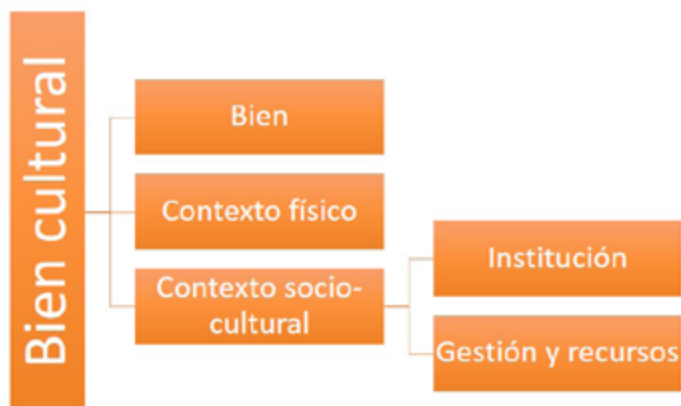 Bien cultural
Bien
Contexto físico
Contexto socio-
cultural
Institución
Gestión y recursos